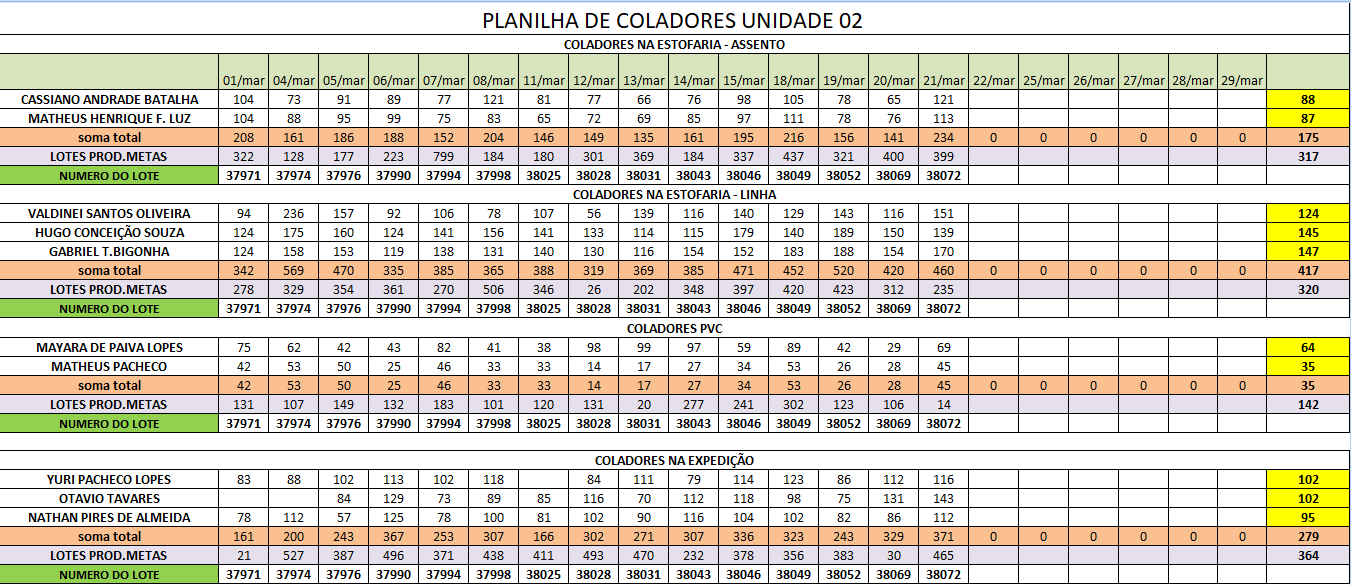 PLANILHA DE COLADORES UNIDADE 02
COLADORES NA ESTOFARIA - ASSENTO
01/mar 04/mar 05/mar 06/mar 07/mar 08/mar 11/mar 12/mar 13/mar 14/mar 15/mar 18/mar 19/mar 20/mar 21/mar 22/mar 25/mar 26/mar 27/mar 28/mar 29/mar
CASSIANO ANDRADE BATALHA 104 73 91 89 77 121 81 77 66 76 98 105 78 65 121 88
MATHEUS HENRIQUE F. LUZ 104 88 95 99 75 83 65 72 69 85 97 111 78 76 113 87
soma total 208 161 186 188 152 204 146 149 135 161 195 216 156 141 234 0 0 0 0 0 0 175
LOTES PROD.METAS 322 128 177 223 799 184 180 301 369 184 337 437 321 400 399 317
NUMERO DO LOTE 37971 37974 37976 37990 37994 37998 38025 38028 38031 38043 38046 38049 38052 38069 38072
COLADORES NA ESTOFARIA - LINHA
VALDINEI SANTOS OLIVEIRA 94 236 157 92 106 78 107 56 139 116 140 129 143 116 151 124
HUGO CONCEIÇÃO SOUZA 124 175 160 124 141 156 141 133 114 115 179 140 189 150 139 145
GABRIEL T.BIGONHA 124 158 153 119 138 131 140 130 116 154 152 183 188 154 170 147
soma total 342 569 470 335 385 365 388 319 369 385 471 452 520 420 460 0 0 0 0 0 0 417
LOTES PROD.METAS 278 329 354 361 270 506 346 26 202 348 397 420 423 312 235 320
NUMERO DO LOTE 37971 37974 37976 37990 37994 37998 38025 38028 38031 38043 38046 38049 38052 38069 38072
COLADORES PVC
MAYARA DE PAIVA LOPES 75 62 42 43 82 41 38 98 99 97 59 89 42 29 69 64
MATHEUS PACHECO 42 53 50 25 46 33 33 14 17 27 34 53 26 28 45 35
soma total 42 53 50 25 46 33 33 14 17 27 34 53 26 28 45 0 0 0 0 0 0 35
LOTES PROD.METAS 131 107 149 132 183 101 120 131 20 277 241 302 123 106 14 142
NUMERO DO LOTE 37971 37974 37976 37990 37994 37998 38025 38028 38031 38043 38046 38049 38052 38069 38072
COLADORES NA EXPEDIÇÃO
YURI PACHECO LOPES 83 88 102 113 102 118 84 111 79 114 123 86 112 116 102
OTAVIO TAVARES 84 129 73 89 85 116 70 112 118 98 75 131 143 102
NATHAN PIRES DE ALMEIDA 78 112 57 125 78 100 81 102 90 116 104 102 82 86 112 95
soma total 161 200 243 367 253 307 166 302 271 307 336 323 243 329 371 0 0 0 0 0 0 279
LOTES PROD.METAS 21 527 387 496 371 438 411 493 470 232 378 356 383 30 465 364
NUMERO DO LOTE 37971 37974 37976 37990 37994 37998 38025 38028 38031 38043 38046 38049 38052 38069 38072